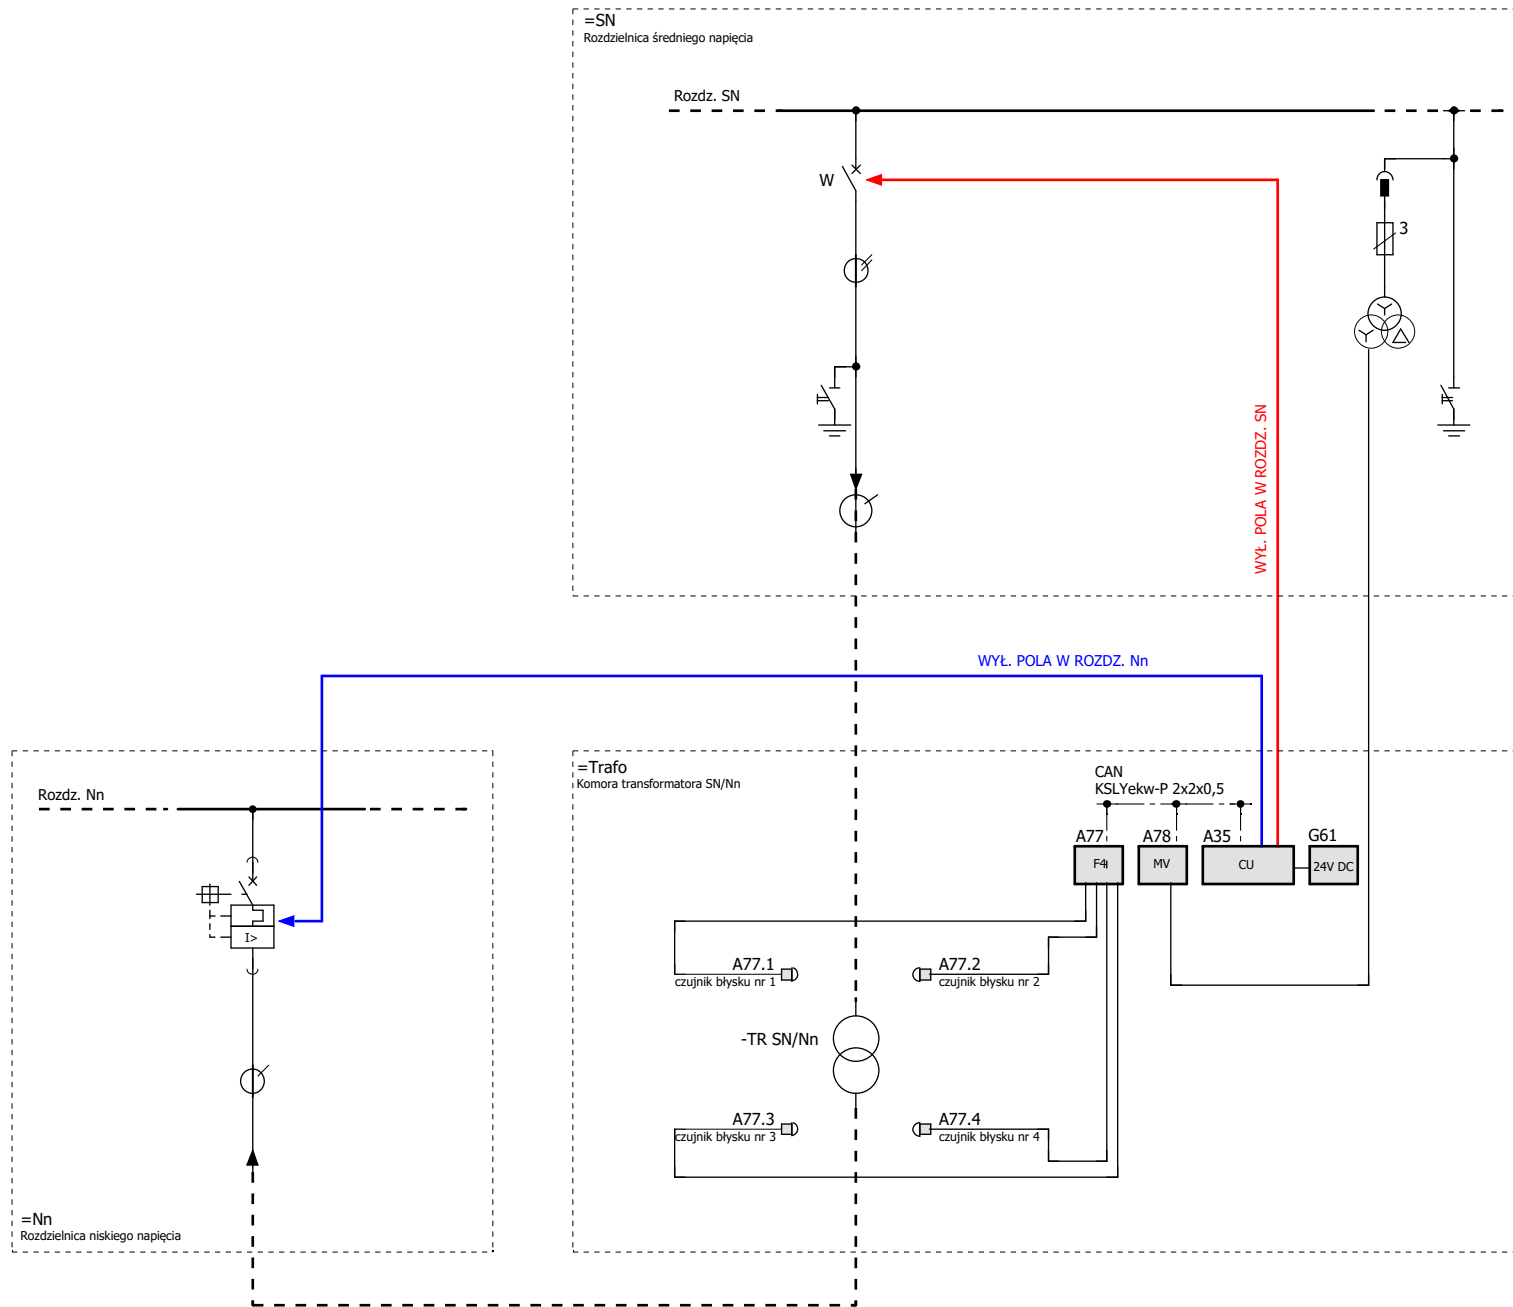 =SN
Rozdzielnica średniego napięcia
Rozdz. SN
W
3
WYŁ. POLA W ROZDZ. SN
WYŁ. POLA W ROZDZ. Nn
=Trafo
Komora transformatora SN/Nn
CAN
KSLYekw-P 2x2x0,5
A77
A78
A35
G61
F4
MV
CU
24V DC
Rozdz. Nn
I>
A77.1
czujnik błysku nr 1
A77.2
czujnik błysku nr 2
-TR SN/Nn
A77.3
czujnik błysku nr 3
A77.4
czujnik błysku nr 4
=Nn
Rozdzielnica niskiego napięcia